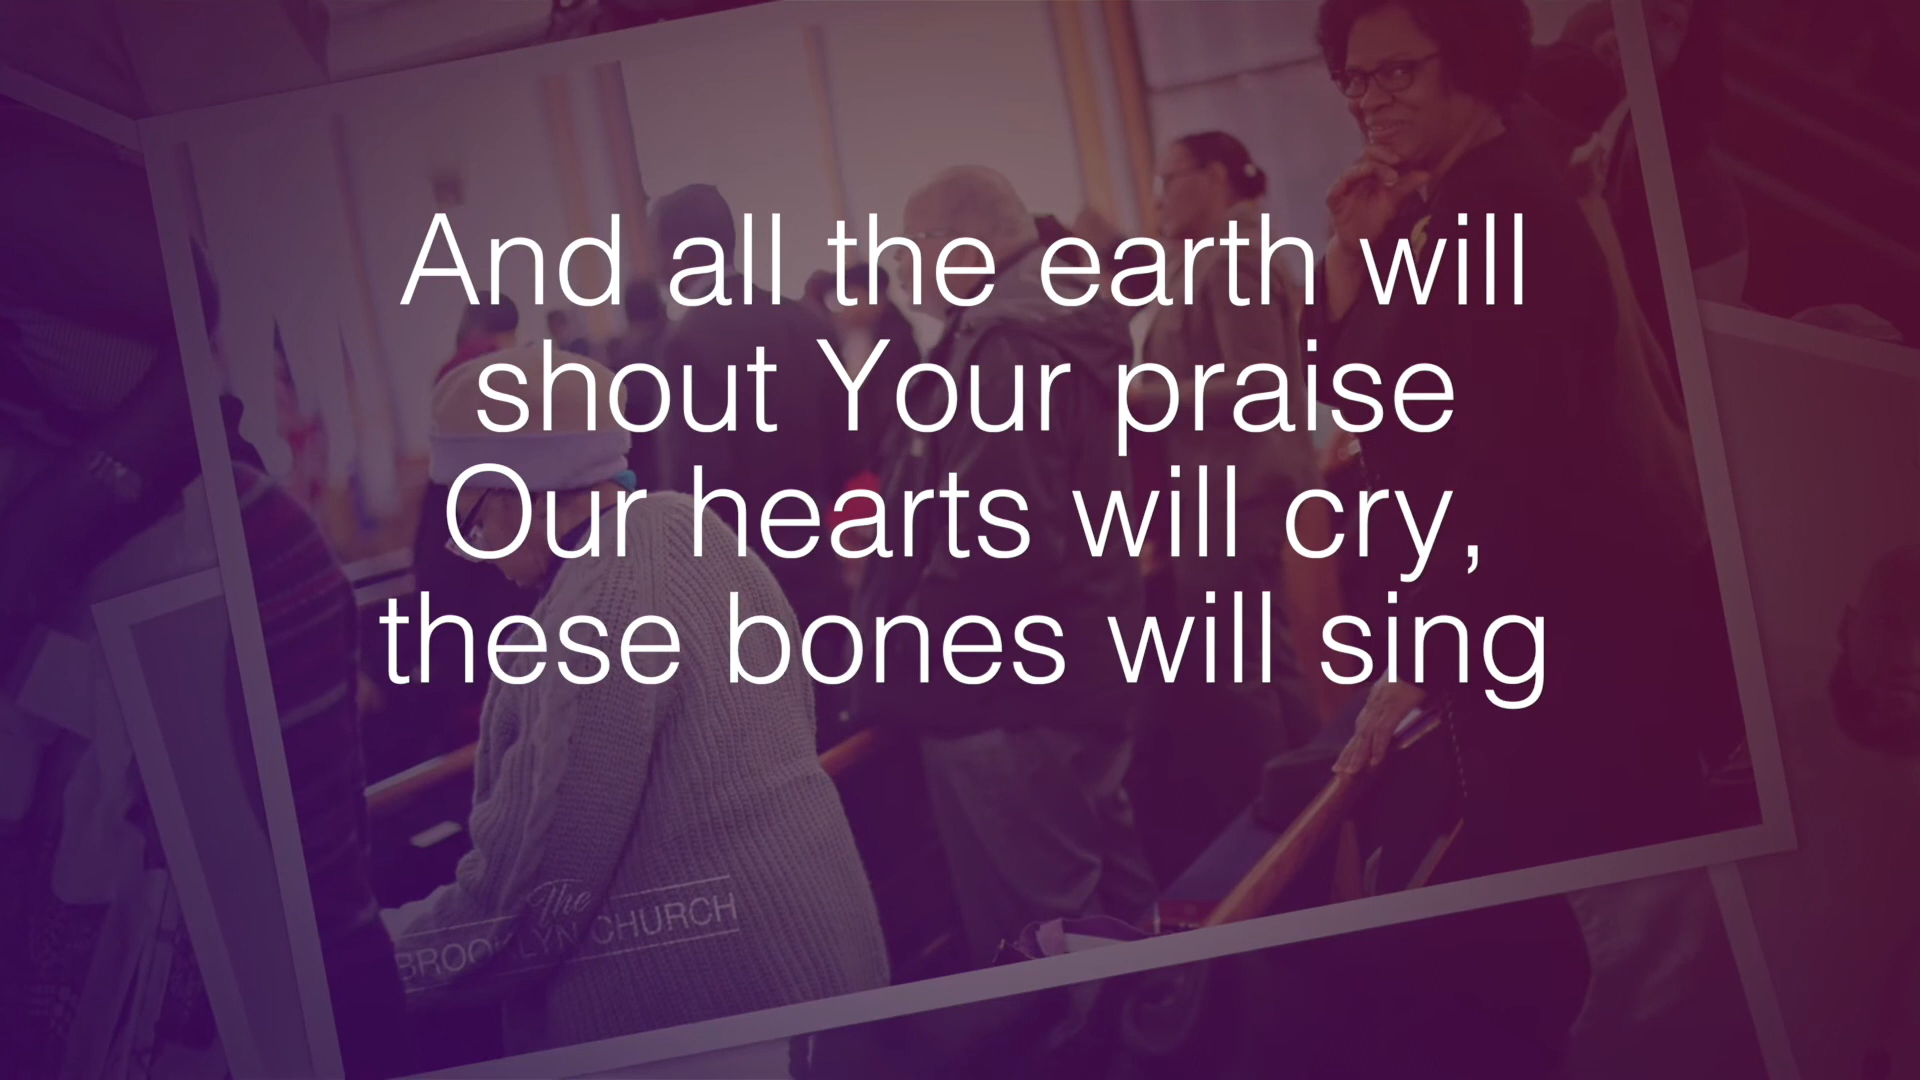 And all the earth will
shout Your praise
Our hearts will cry,
these bones will sing
The
BROOKLYN CHURCH